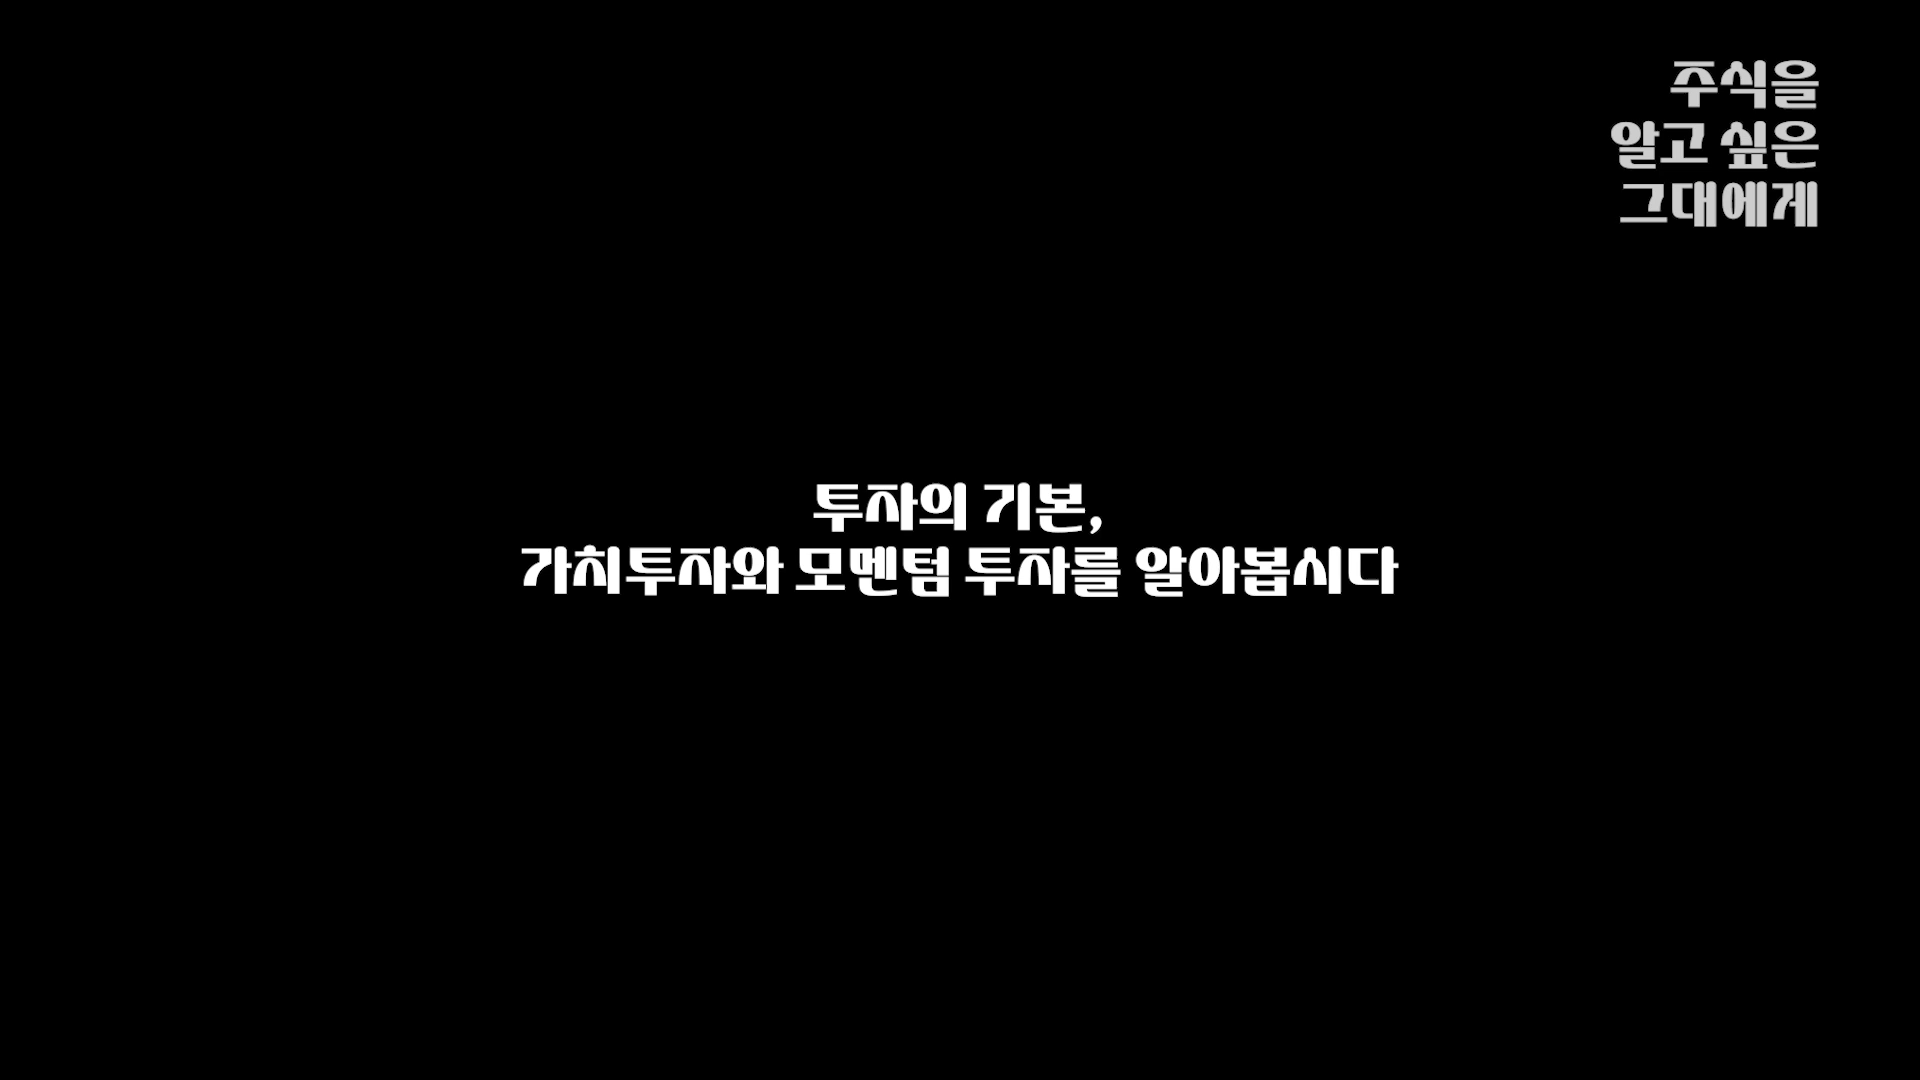 주식을
알고 싶은
그대에게
투자의 기본,
가치투자와 모멘텀 투자를 알아봅시다